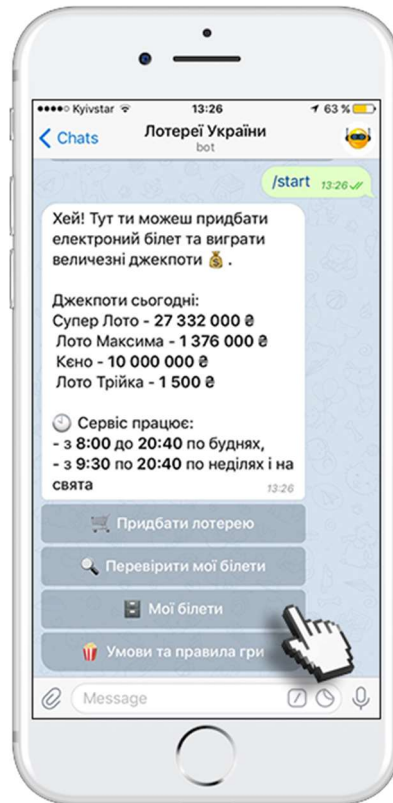 Kyivstar 13:26 63 %
Chats Лотереї України
bot
/start 13:26
Хей! Тут ти можеш придбати
електроний білет та виграти
величезні джекпоти 💰 .
Джекпоти сьогодні:
Супер Лото - 27 332 000 ₴
Лото Максима - 1 376 000 ₴
Кєно - 10 000 000 ₴
Лото Трійка - 1 500 ₴
🕙 Сервіс працює:
- з 8:00 до 20:40 по буднях,
- з 9:30 по 20:40 по неділях і на
свята 13:26
🛒 Придбати лотерею
🔍 Перевірити мої білети
🗄 Мої білети
🍿 Умови та правила гри
Message